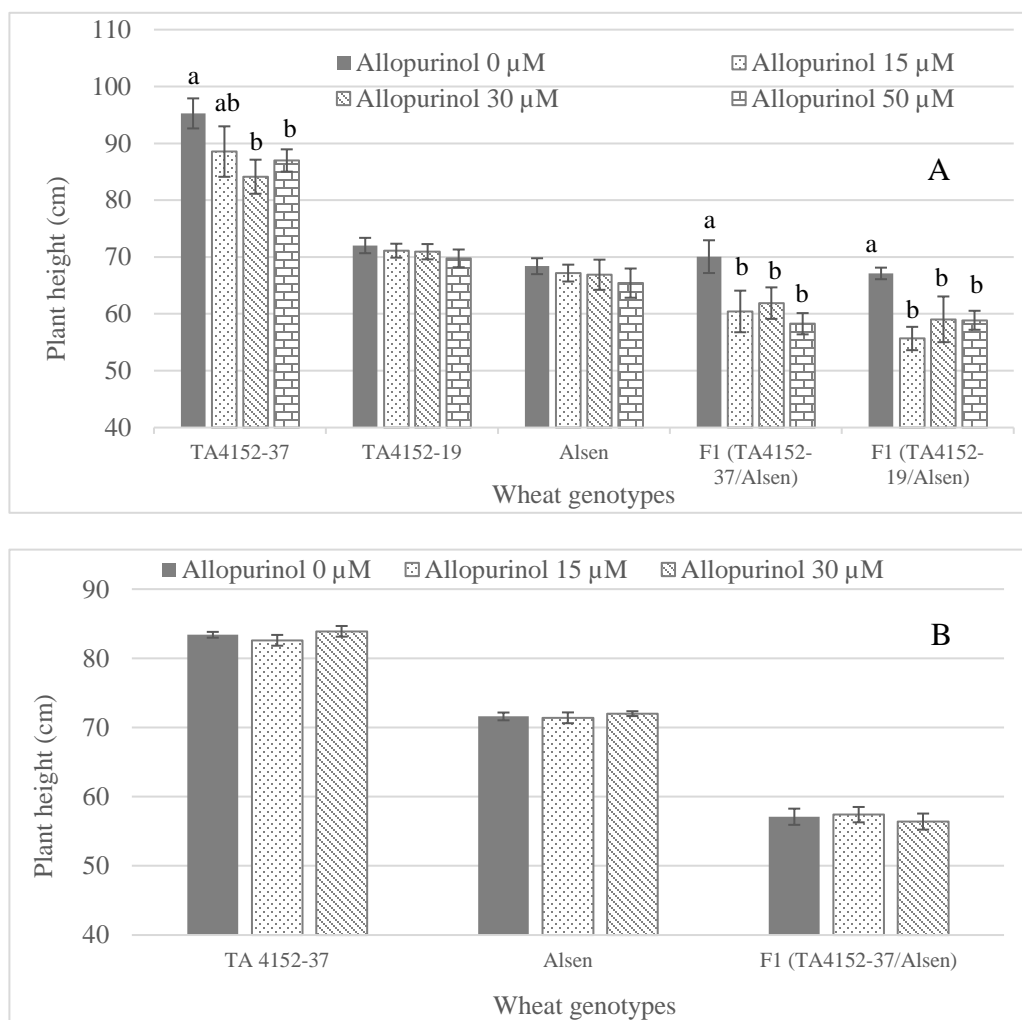 110
100
90
80
70
60
50
40
Plant height (cm)
Allopurinol 0 µM
Allopurinol 15 µM
Allopurinol 30 µM
Allopurinol 50 µM
A
a
ab
b
b
a
b
b
b
a
b
b
b
TA4152-37
TA4152-19
Alsen
F1 (TA4152-
37/Alsen)
F1 (TA4152-
19/Alsen)
Wheat genotypes
Allopurinol 0 µM
Allopurinol 15 µM
Allopurinol 30 µM
B
90
80
70
60
50
40
Plant height (cm)
TA 4152-37
Alsen
F1 (TA4152-37/Alsen)
Wheat genotypes